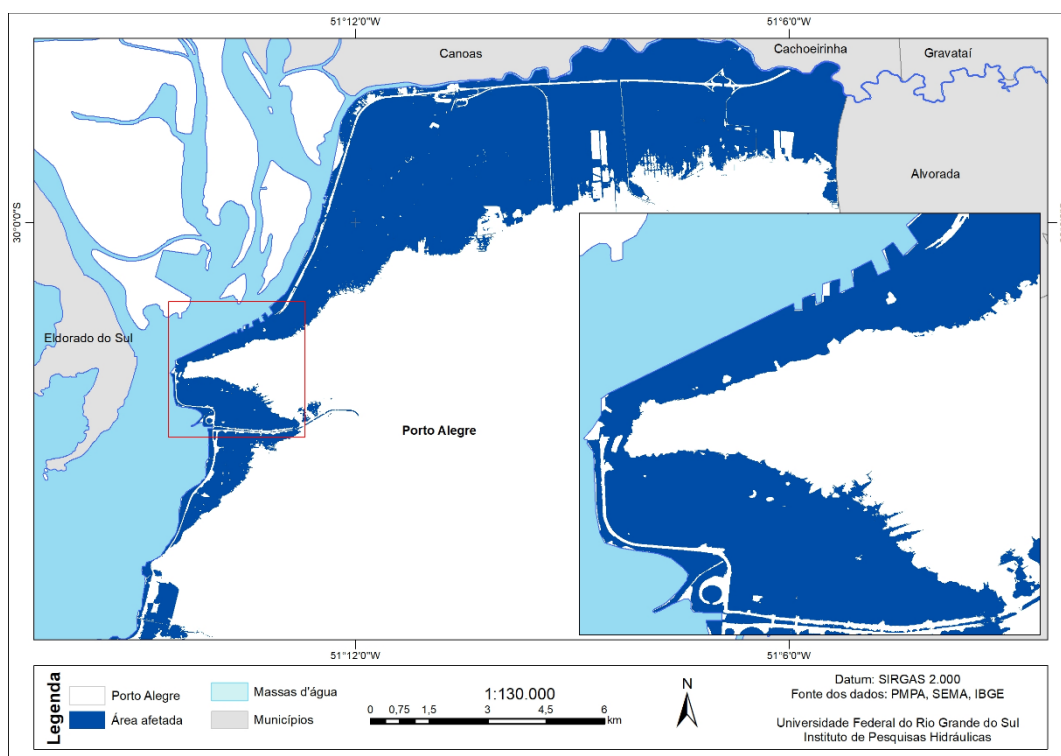 51°12'0"W
51°6'0"W
Canoas
Cachoeirinha
Gravataí
Alvorada
30°0'0"S
Eldorado do Sul
Porto Alegre
51°12'0"W
51°6'0"W
Legenda
Porto Alegre
Massas d'água
Área afetada
Municípios
1:130.000
0 0,75 1,5 3 4,5 6
km
N
Datum: SIRGAS 2.000
Fonte dos dados: PMPA, SEMA, IBGE
Universidade Federal do Rio Grande do Sul
Instituto de Pesquisas Hidráulicas